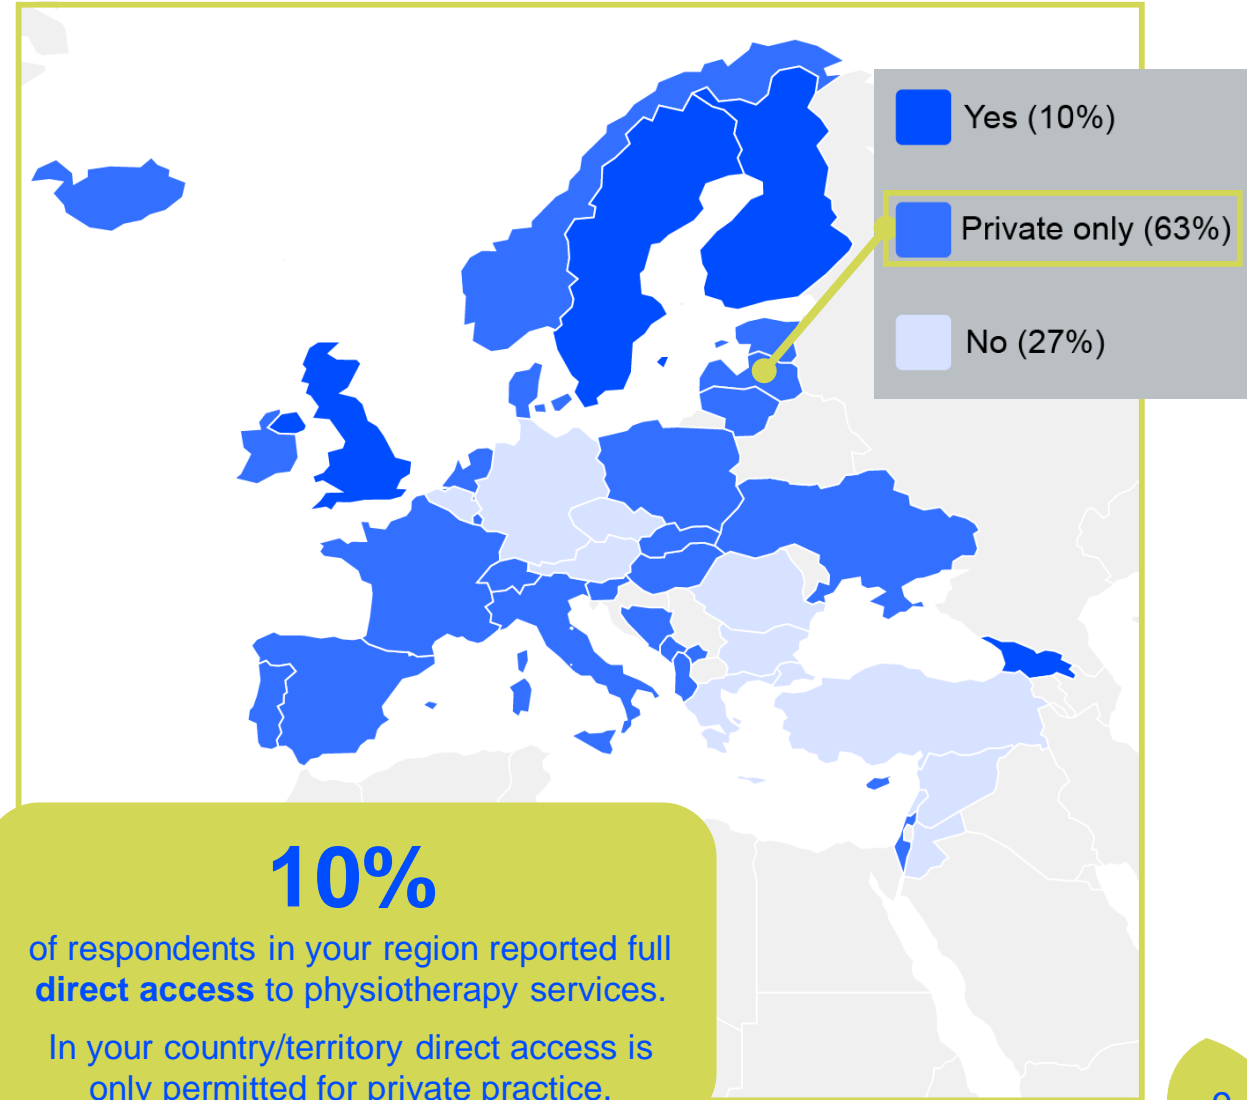 Yes (10%)
Private only (63%)
No (27%)
10%
of respondents in your region reported full
direct access to physiotherapy services.
In your country/territory direct access is
only permitted for private practice.